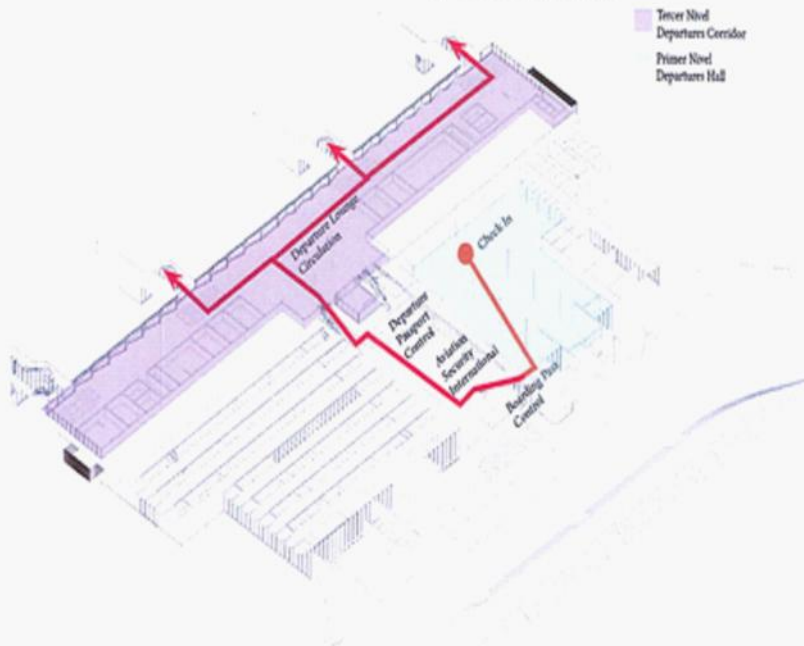 Tercer Nivel
Departures Corridor
Primer Nivel
Departures Hall
Departure Lounge
Circulation
Check In
Departure
Passport
Control
Aviation
Security
International
Boarding Pass
Control